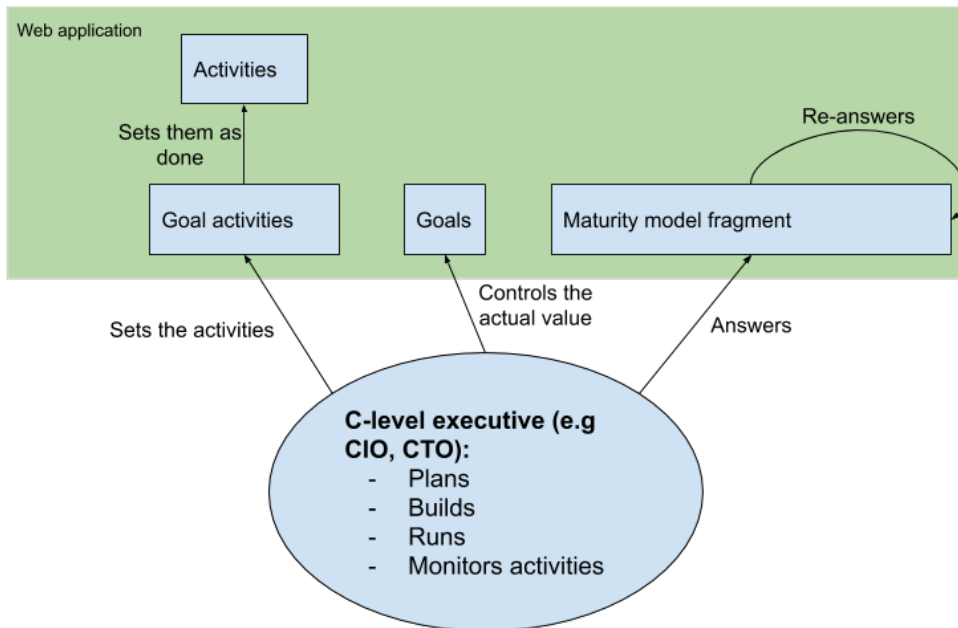 Web application
Activities
Sets them as
done
Re-answers
Goal activities
Goals
Maturity model fragment
Sets the activities
Controls the
actual value
Answers
C-level executive (e.g
CIO, CTO):
- Plans
- Builds
- Runs
- Monitors activities